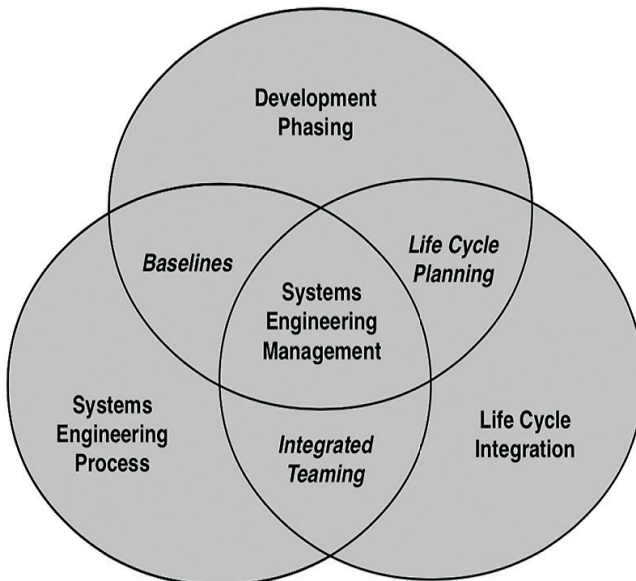 Development
Phasing
Baselines
Life Cycle
Planning
Systems
Engineering
Management
Systems
Engineering
Process
Integrated
Teaming
Life Cycle
Integration